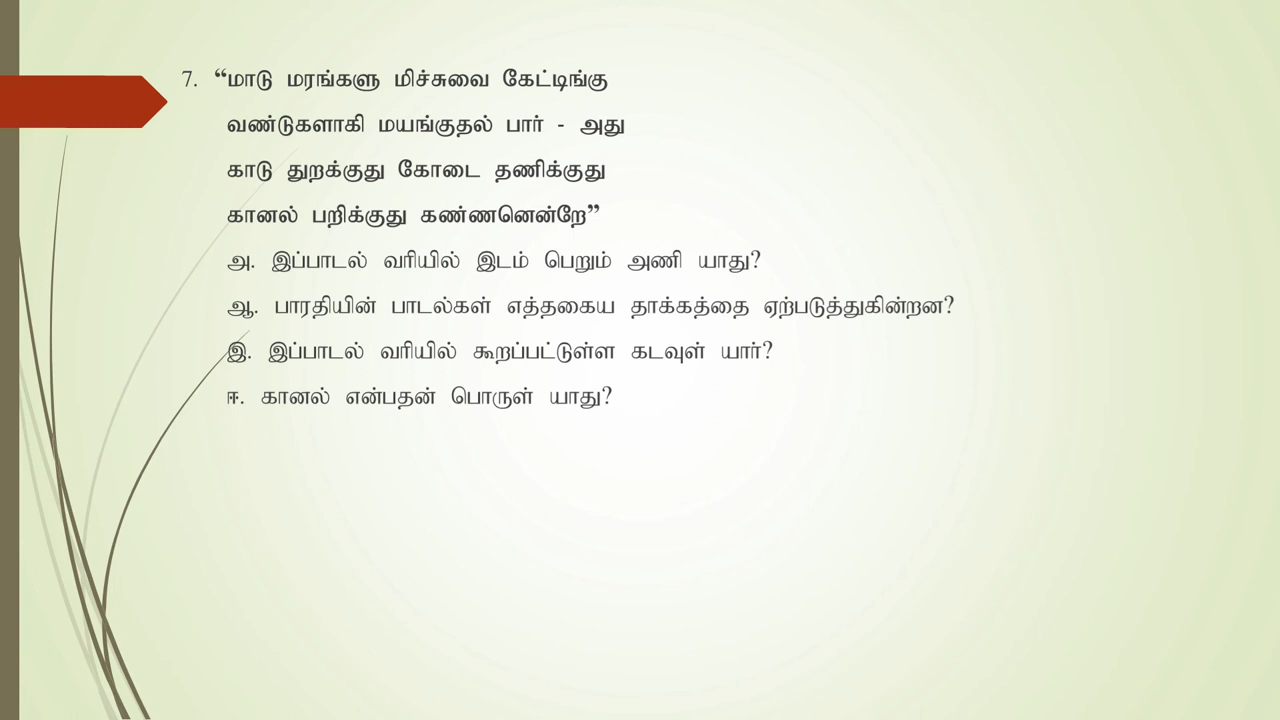 7. “மாடு மரங்களு மிச்சுவை கேட்டிங்கு
வண்டுகளாகி மயங்குதல் பார் - அது
காடு துறக்குது கோடை தணிக்குது
கானல் பறிக்குது கண்ணனென்றே”
அ. இப்பாடல் வரியில் இடம் பெறும் அணி யாது?
ஆ. பாரதியின் பாடல்கள் எத்தகைய தாக்கத்தை ஏற்படுத்துகின்றன?
இ. இப்பாடல் வரியில் கூறப்பட்டுள்ள கடவுள் யார்?
ஈ. கானல் என்பதன் பொருள் யாது?